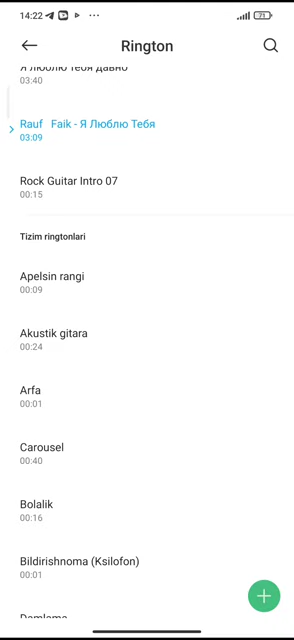 14:22
71
Rington
Я люблю тебя давно
03:40
Rauf Faik - Я Люблю Тебя
03:09
Rock Guitar Intro 07
00:15
Tizim ringtonlari
Apelsin rangi
00:09
Akustik gitara
00:24
Arfa
00:01
Carousel
00:40
Bolalik
00:16
Bildirishnoma (Ksilofon)
00:01